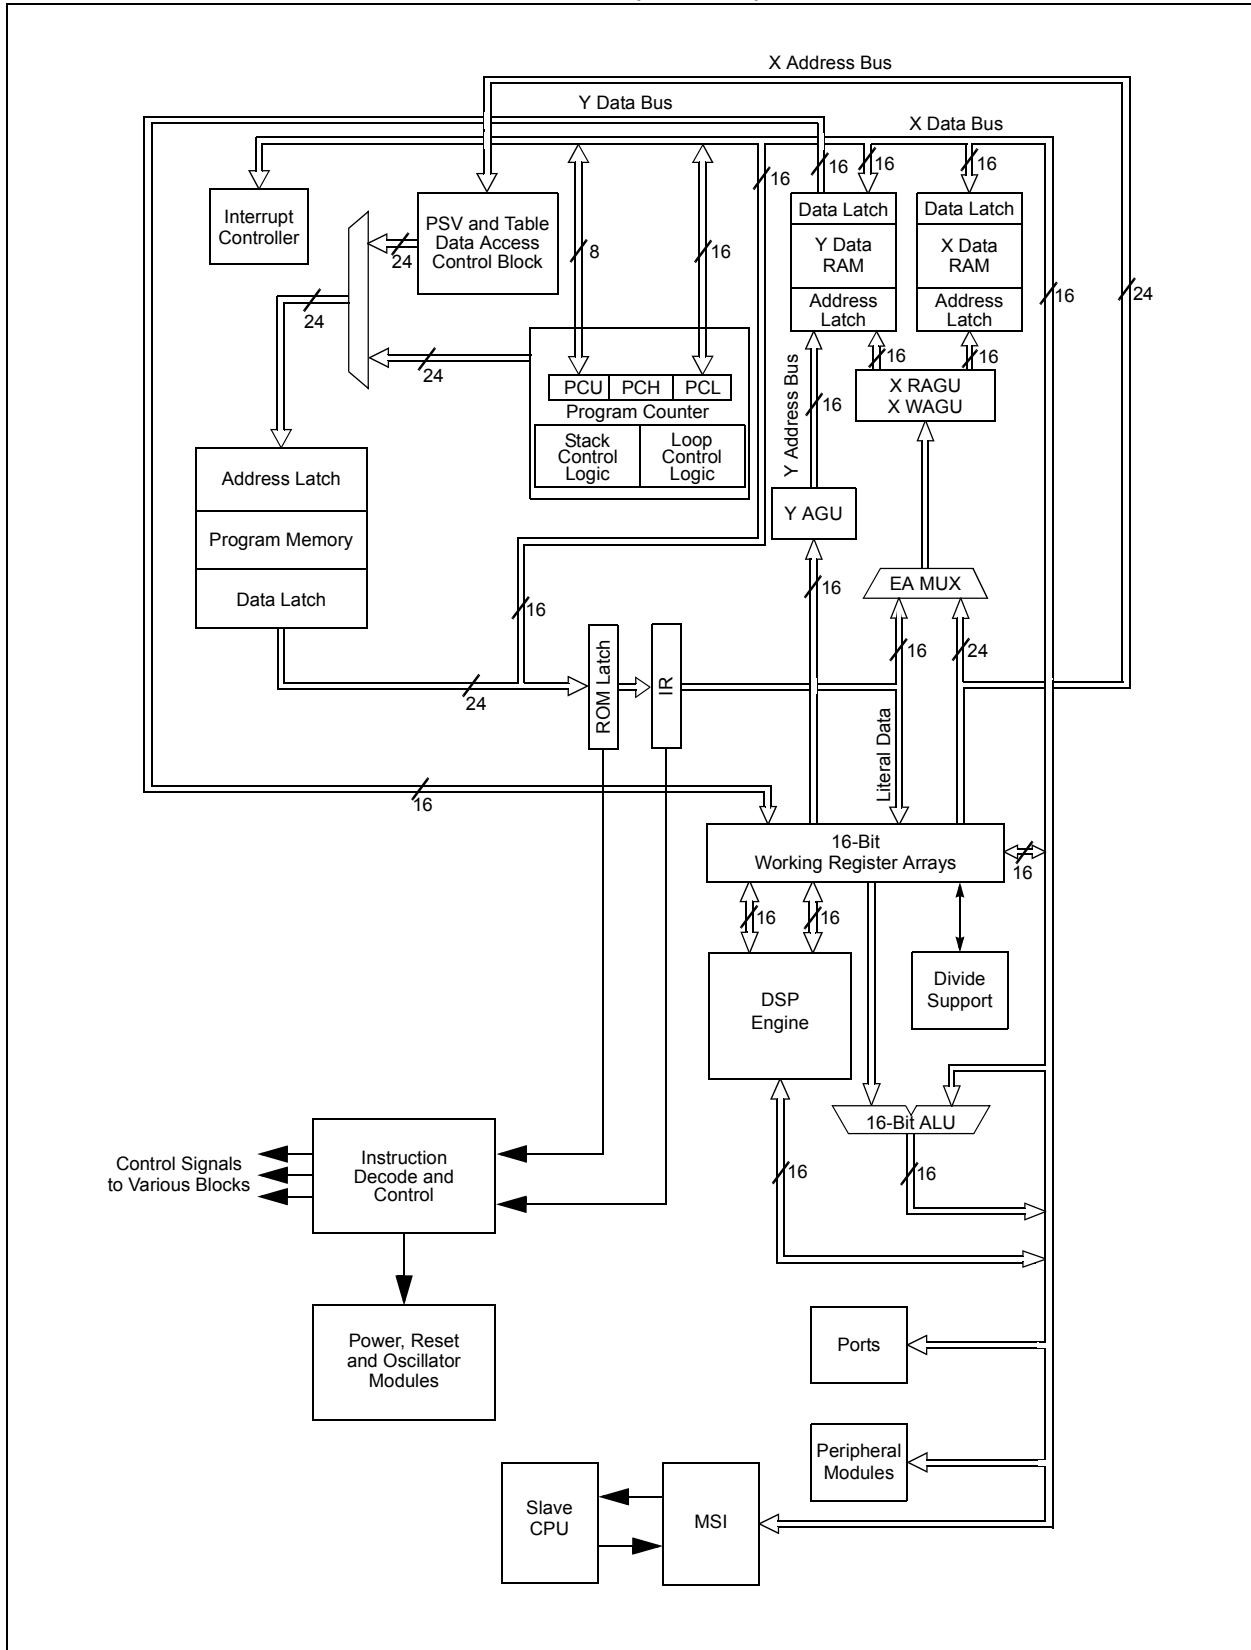 X Address Bus
Y Data Bus
X Data Bus
16
16
16
16
Interrupt
Controller
PSV and Table
Data Access
Control Block
24
8
16
Data Latch
Y Data
RAM
Address
Latch
Data Latch
X Data
RAM
Address
Latch
16
24
24
24
PCU
PCH
PCL
Program Counter
Stack
Control
Logic
Loop
Control
Logic
Y Address Bus
16
16
16
X RAGU
X WAGU
Address Latch
Program Memory
Data Latch
Y AGU
EA MUX
16
16
16
24
24
ROM Latch
IR
Literal Data
16
16-Bit
Working Register Arrays
16
16
16
DSP
Engine
Divide
Support
16-Bit ALU
16
16
Control Signals
to Various Blocks
Instruction
Decode and
Control
Power, Reset
and Oscillator
Modules
Ports
Peripheral
Modules
Slave
CPU
MSI